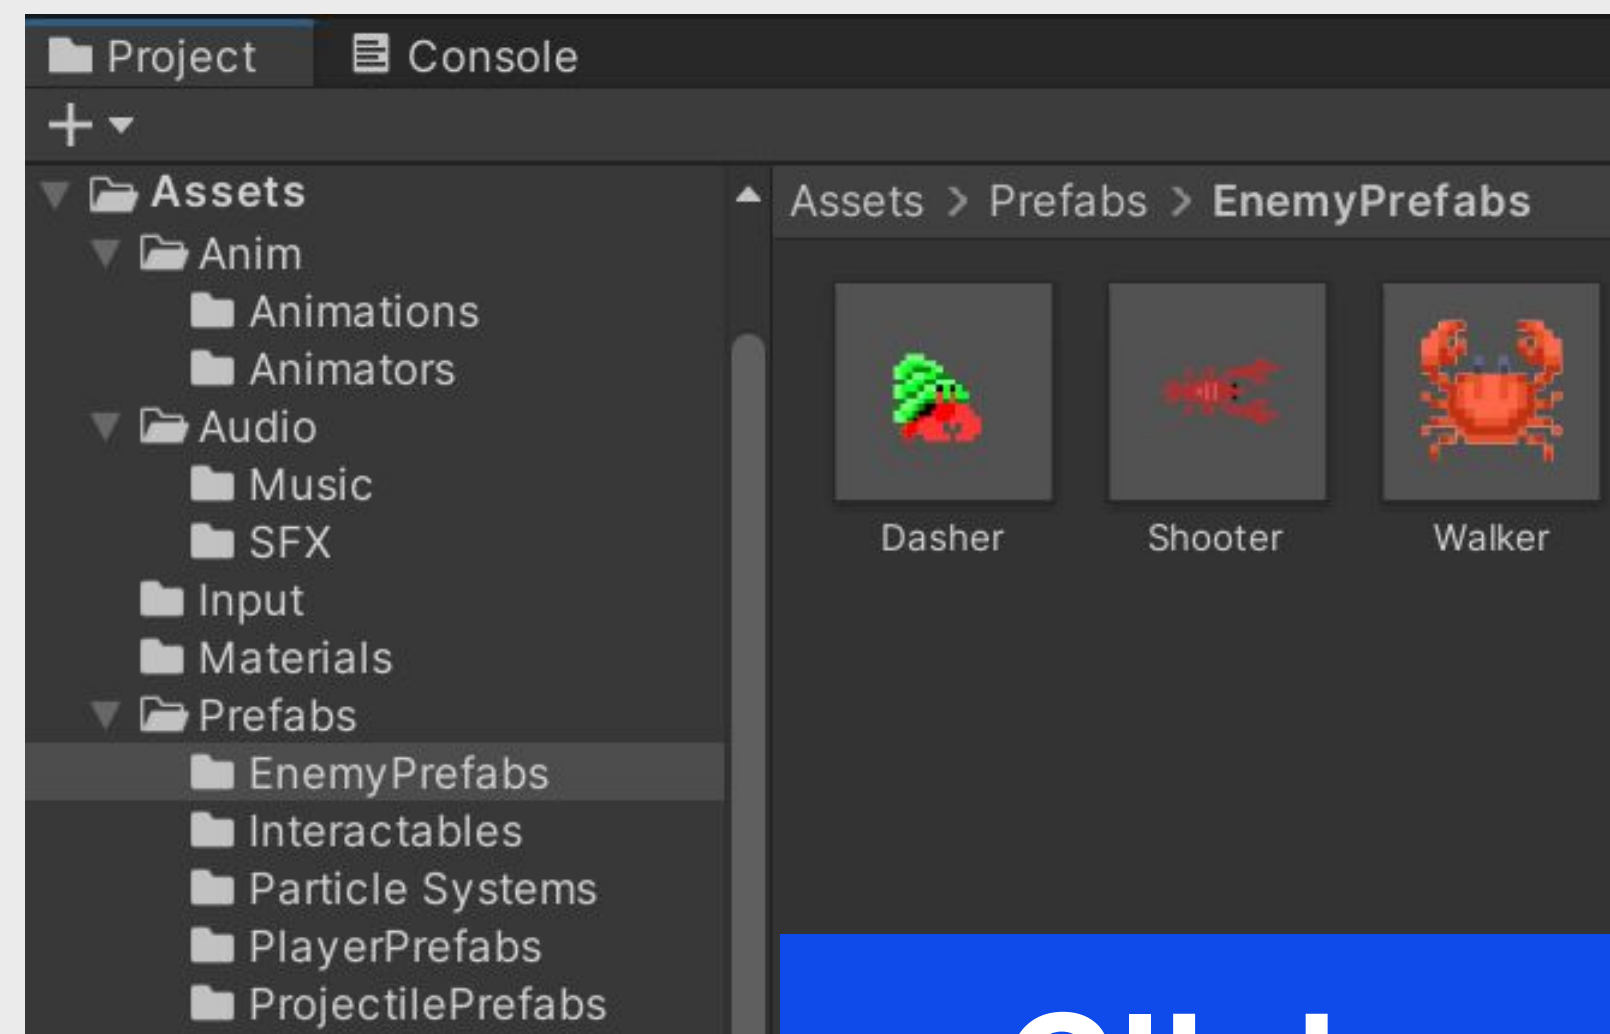 Project
Console
Assets
Anim
Animations
Animators
Audio
Music
SFX
Input
Materials
Prefabs
EnemyPrefabs
Interactables
Particle Systems
PlayerPrefabs
ProjectilePrefabs
Assets > Prefabs > EnemyPrefabs
Dasher
Shooter
Walker